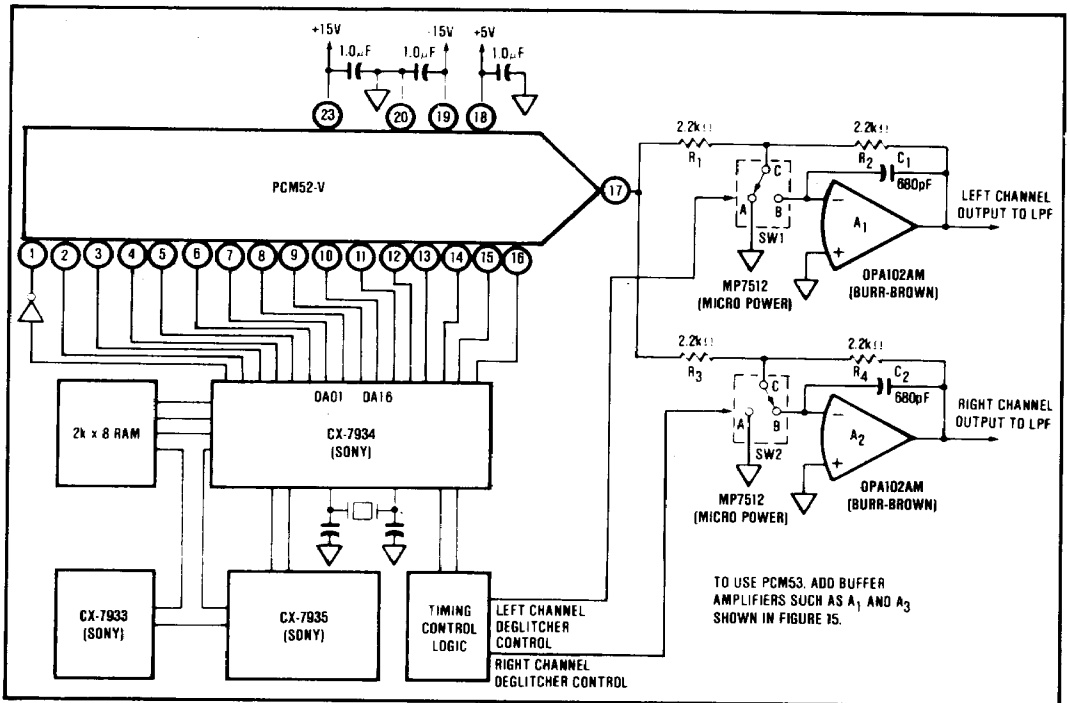 +15V
-15V
+5V
1.0µF
1.0µF
1.0µF
23
20
19
18
PCM52-V
17
1
2
3
4
5
6
7
8
9
10
11
12
13
14
15
16
2.2kΩ
R1
2.2kΩ
R2
C1
680pF
C
A
B
SW1
MP7512
(MICRO POWER)
−
A1
+
OPA102AM
(BURR-BROWN)
LEFT CHANNEL
OUTPUT TO LPF
2.2kΩ
R3
2.2kΩ
R4
C2
680pF
C
A
B
SW2
MP7512
(MICRO POWER)
−
A2
+
OPA102AM
(BURR-BROWN)
RIGHT CHANNEL
OUTPUT TO LPF
DA01 DA16
CX-7934
(SONY)
2k x 8 RAM
CX-7933
(SONY)
CX-7935
(SONY)
TIMING
CONTROL
LOGIC
LEFT CHANNEL
DEGLITCHER
CONTROL
RIGHT CHANNEL
DEGLITCHER CONTROL
TO USE PCM53, ADD BUFFER
AMPLIFIERS SUCH AS A1 AND A3
SHOWN IN FIGURE 15.